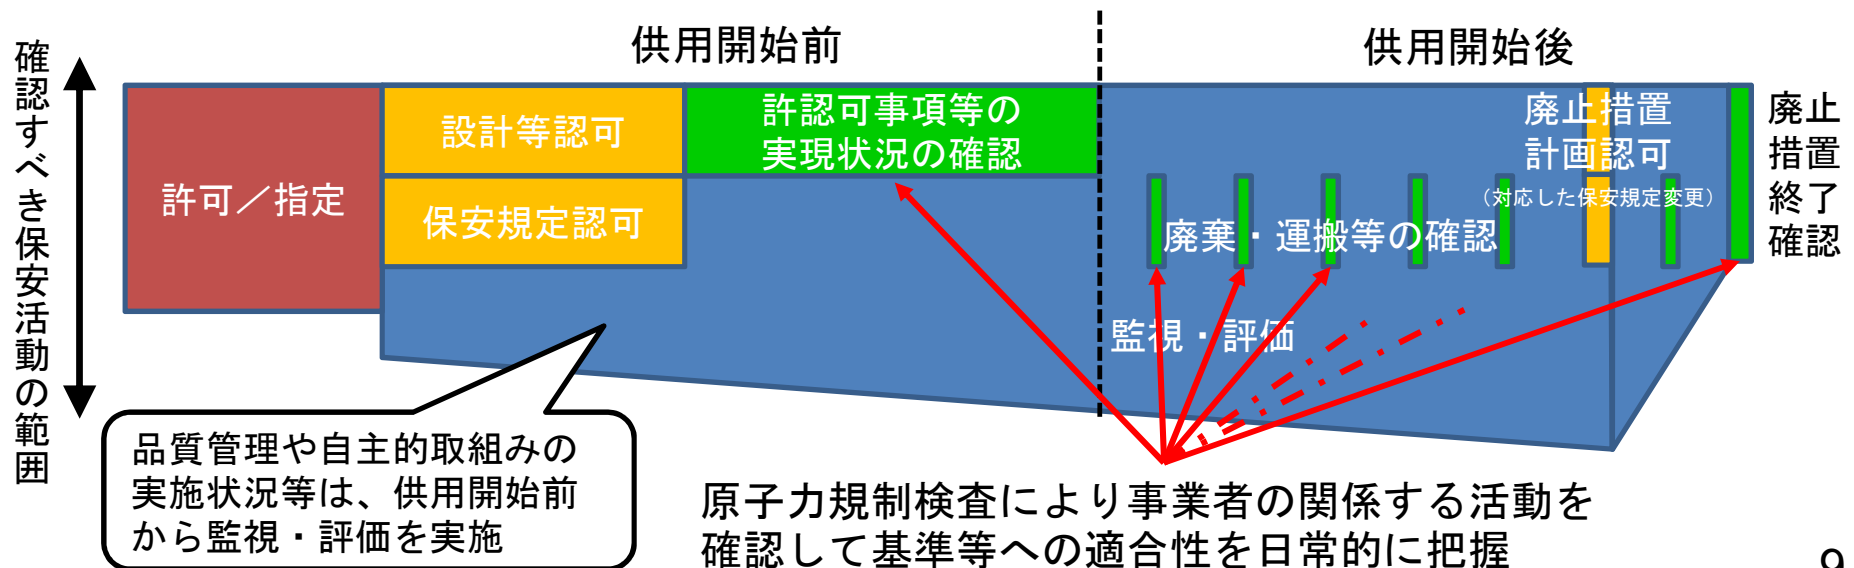 供用開始前
供用開始後
確認すべき保安活動の範囲
許可／指定
設計等認可
保安規定認可
許認可事項等の
実現状況の確認
廃止措置
計画認可
（対応した保安規定変更）
廃棄・運搬等の確認
監視・評価
廃止
措置
終了
確認
品質管理や自主的取組みの
実施状況等は、供用開始前
から監視・評価を実施
原子力規制検査により事業者の関係する活動を
確認して基準等への適合性を日常的に把握